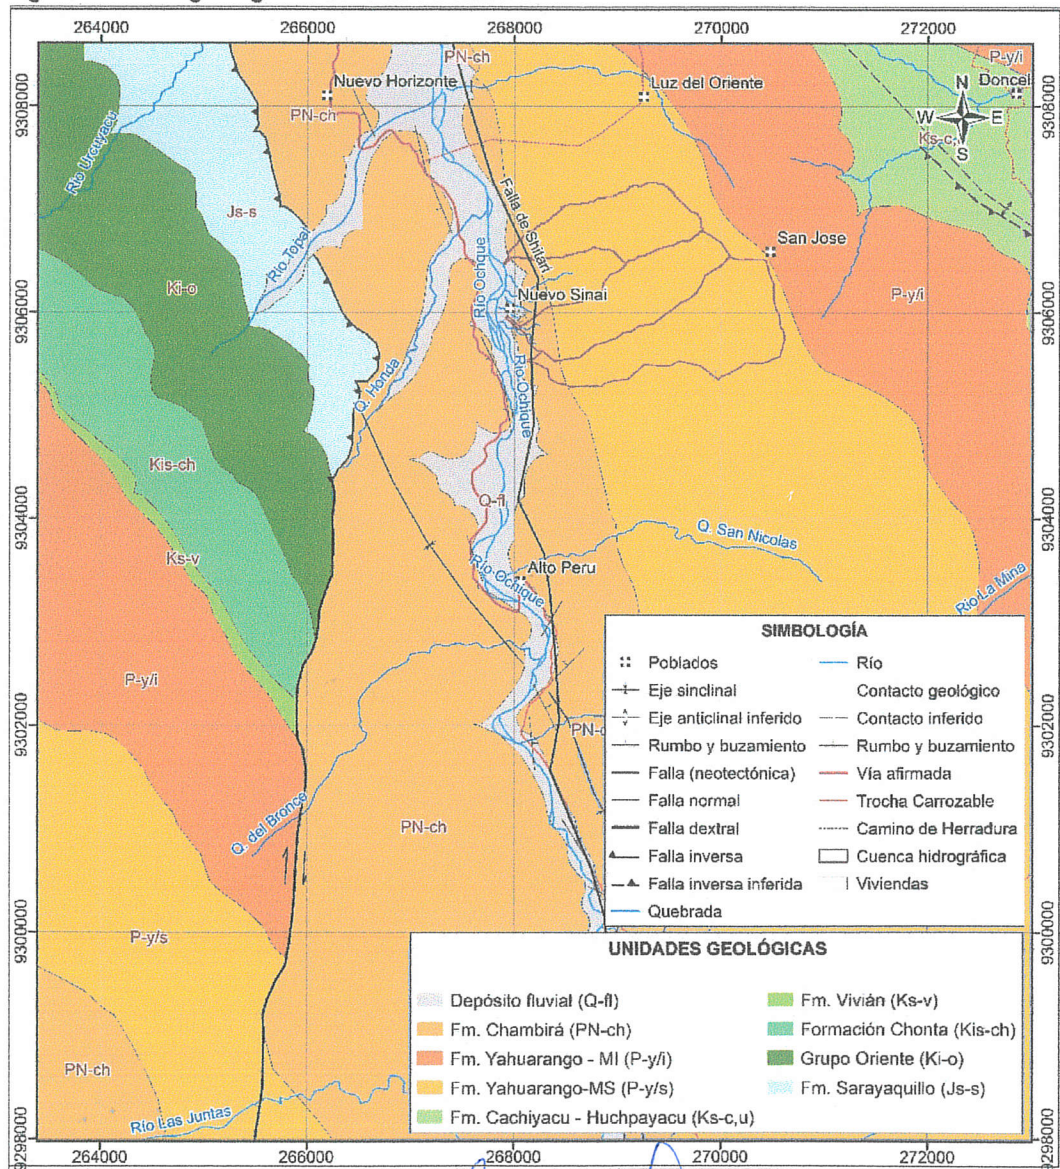 264000 266000 268000 270000 272000
PN-ch
P-y/i
Nuevo Horizonte
Luz del Oriente
Doncel
N
W E
S
9308000
9308000
PN-ch
Ks-c,
Río Urcuyacu
Js-s
Falla de Shitari
Río Topal
Río Ochque
San Jose
Ki-o
Nuevo Sinai
P-y/i
9306000
9306000
Río Ochique
Q. Honda
Kis-ch
Q-fl
9304000
9304000
Q. San Nicolas
Ks-v
Alto Peru
Río Ochique
Río La Mina
P-y/i
9302000
9302000
PN-c
Q. del Bronce
PN-ch
P-y/s
9300000
9300000
PN-ch
Río Las Juntas
9298000
9298000
SIMBOLOGÍA
Poblados
Eje sinclinal
Eje anticlinal inferido
Rumbo y buzamiento
Falla (neotectónica)
Falla normal
Falla dextral
Falla inversa
Falla inversa inferida
Quebrada
Río
Contacto geológico
Contacto inferido
Rumbo y buzamiento
Vía afirmada
Trocha Carrozable
Camino de Herradura
Cuenca hidrográfica
Viviendas
UNIDADES GEOLÓGICAS
Depósito fluvial (Q-fl)
Fm. Chambirá (PN-ch)
Fm. Yahuarango - MI (P-y/i)
Fm. Yahuarango-MS (P-y/s)
Fm. Cachiyacu - Huchpayacu (Ks-c,u)
Fm. Vivián (Ks-v)
Formación Chonta (Kis-ch)
Grupo Oriente (Ki-o)
Fm. Sarayaquillo (Js-s)
264000 266000 268000 270000 272000